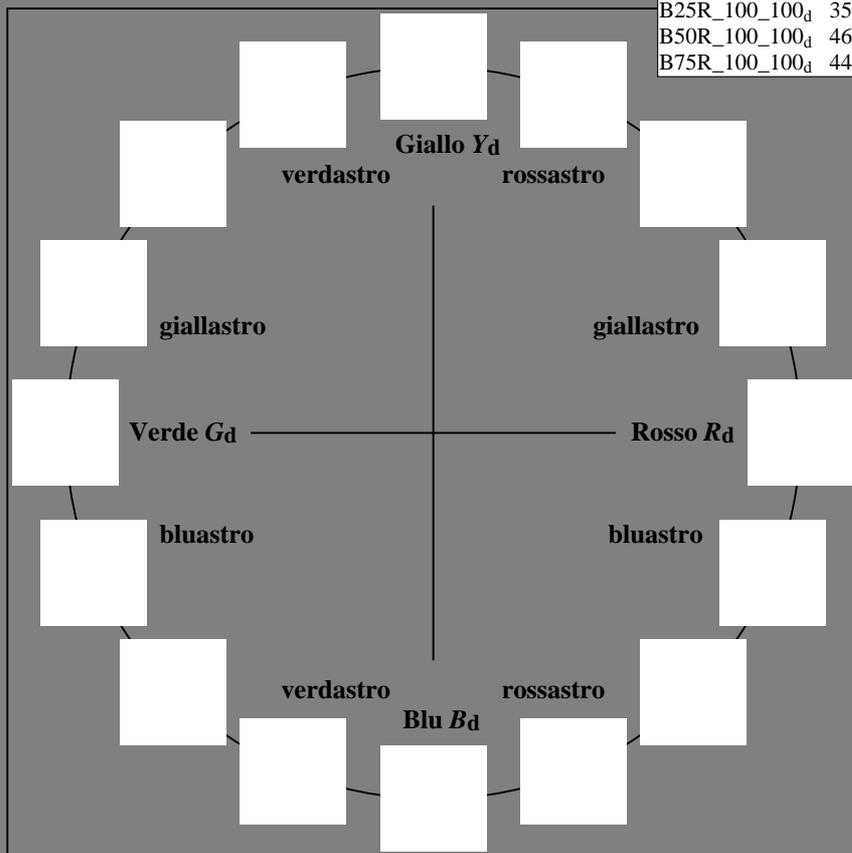 B25R_100_100d 35
B50R_100_100d 46
B75R_100_100d 44
Giallo Yd
verdastro rossastro
giallastro giallastro
Verde Gd Rosso Rd
bluastro bluastro
verdastro rossastro
Blu Bd